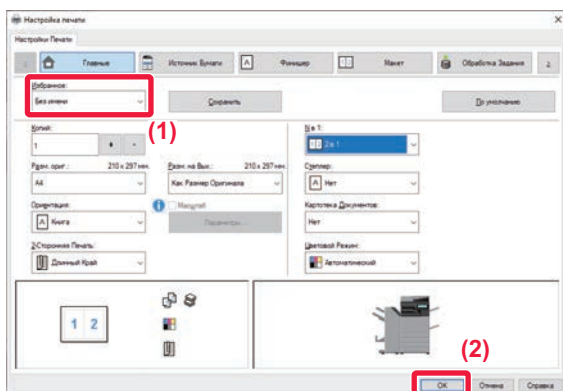 Настройка печати
Настройки Печати
Главные Источник Бумаги Финишер Макет Обработка Задания
Избранное:
Без имени Сохранить По умолчанию
(1)
Копий: N в 1:
1 + - 2 в 1
Разм. ориг.: 210 x 297 мм. Разм. на Вых.: 210 x 297 мм. Степлер:
A4 Как Размер Оригинала Нет
Ориентация: Масштаб Картотека Документов:
Книга Параметры... Нет
2-Сторонняя Печать: Цветовой Режим:
Длинный Край Автоматический
1 2
(2)
OK Отмена Справка